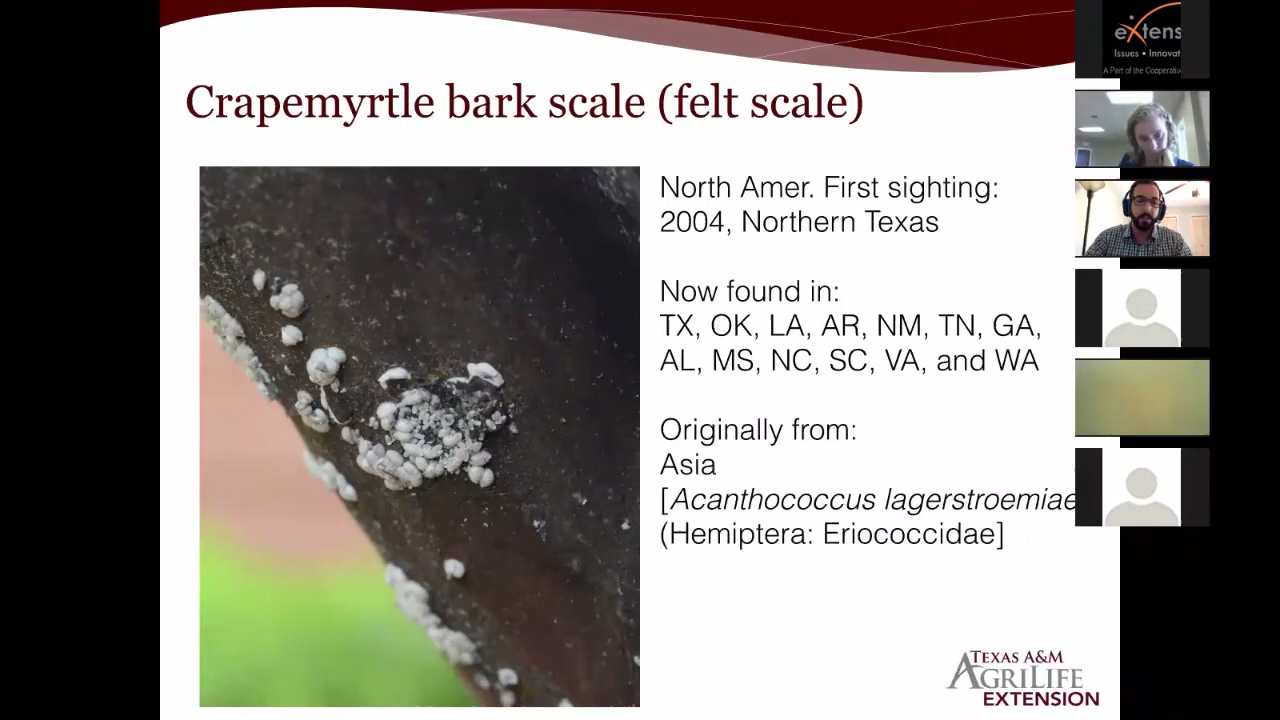 Crapemyrtle bark scale (felt scale)
North Amer. First sighting:
2004, Northern Texas
Now found in:
TX, OK, LA, AR, NM, TN, GA,
AL, MS, NC, SC, VA, and WA
Originally from:
Asia
[Acanthococcus lagerstroemiae
(Hemiptera: Eriococcidae]
TEXAS A&M
AGRILIFE
EXTENSION
eXtens
Issues • Innovat
A Part of the Cooperativ